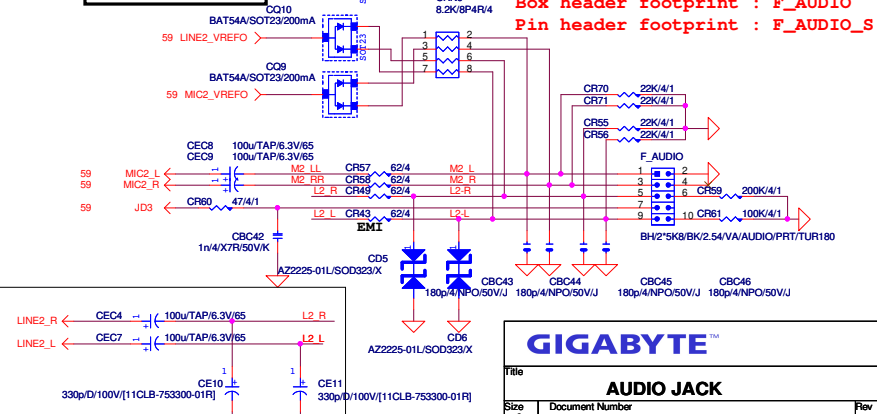 Box header footprint : F_AUDIO
Pin header footprint : F_AUDIO_S
CQ10
BAT54A/SOT23/200mA
8.2K/8P4R/4
59 LINE2_VREFO
SOT23
1 2
3 4
5 6
7 8
CQ9
BAT54A/SOT23/200mA
59 MIC2_VREFO
CR70 22K/4/1
CR71 22K/4/1
CR55 22K/4/1
CR56 22K/4/1
CEC8 100u/TAP/6.3V/65
CEC9 100u/TAP/6.3V/65
F_AUDIO
59 MIC2_L 1 M2_LL CR57 62/4 M2_L 1 2
59 MIC2_R 1 M2_RR CR58 62/4 M2_R 3 4
L2_R CR49 62/4 L2-R 5 6 CR59 200K/4/1
59 JD3 CR60 47/4/1 7
L2_L CR43 62/4 L2-L 9 10 CR61 100K/4/1
EMI
BH/2*5K8/BK/2.54/VA/AUDIO/PRT/TUR180
CBC42
1n/4/X7R/50V/K
CD5
AZ2225-01L/SOD323/X
CBC43 CBC44 CBC45 CBC46
180p/4/NPO/50V/J 180p/4/NPO/50V/J 180p/4/NPO/50V/J 180p/4/NPO/50V/J
CD6
AZ2225-01L/SOD323/X
LINE2_R CEC4 1 100u/TAP/6.3V/65 L2_R
LINE2_L CEC7 1 100u/TAP/6.3V/65 L2_L
1 1
CE10 CE11
330p/D/100V/[11CLB-753300-01R] 330p/D/100V/[11CLB-753300-01R]
GIGABYTE™
Title
AUDIO JACK
Size Document Number Rev